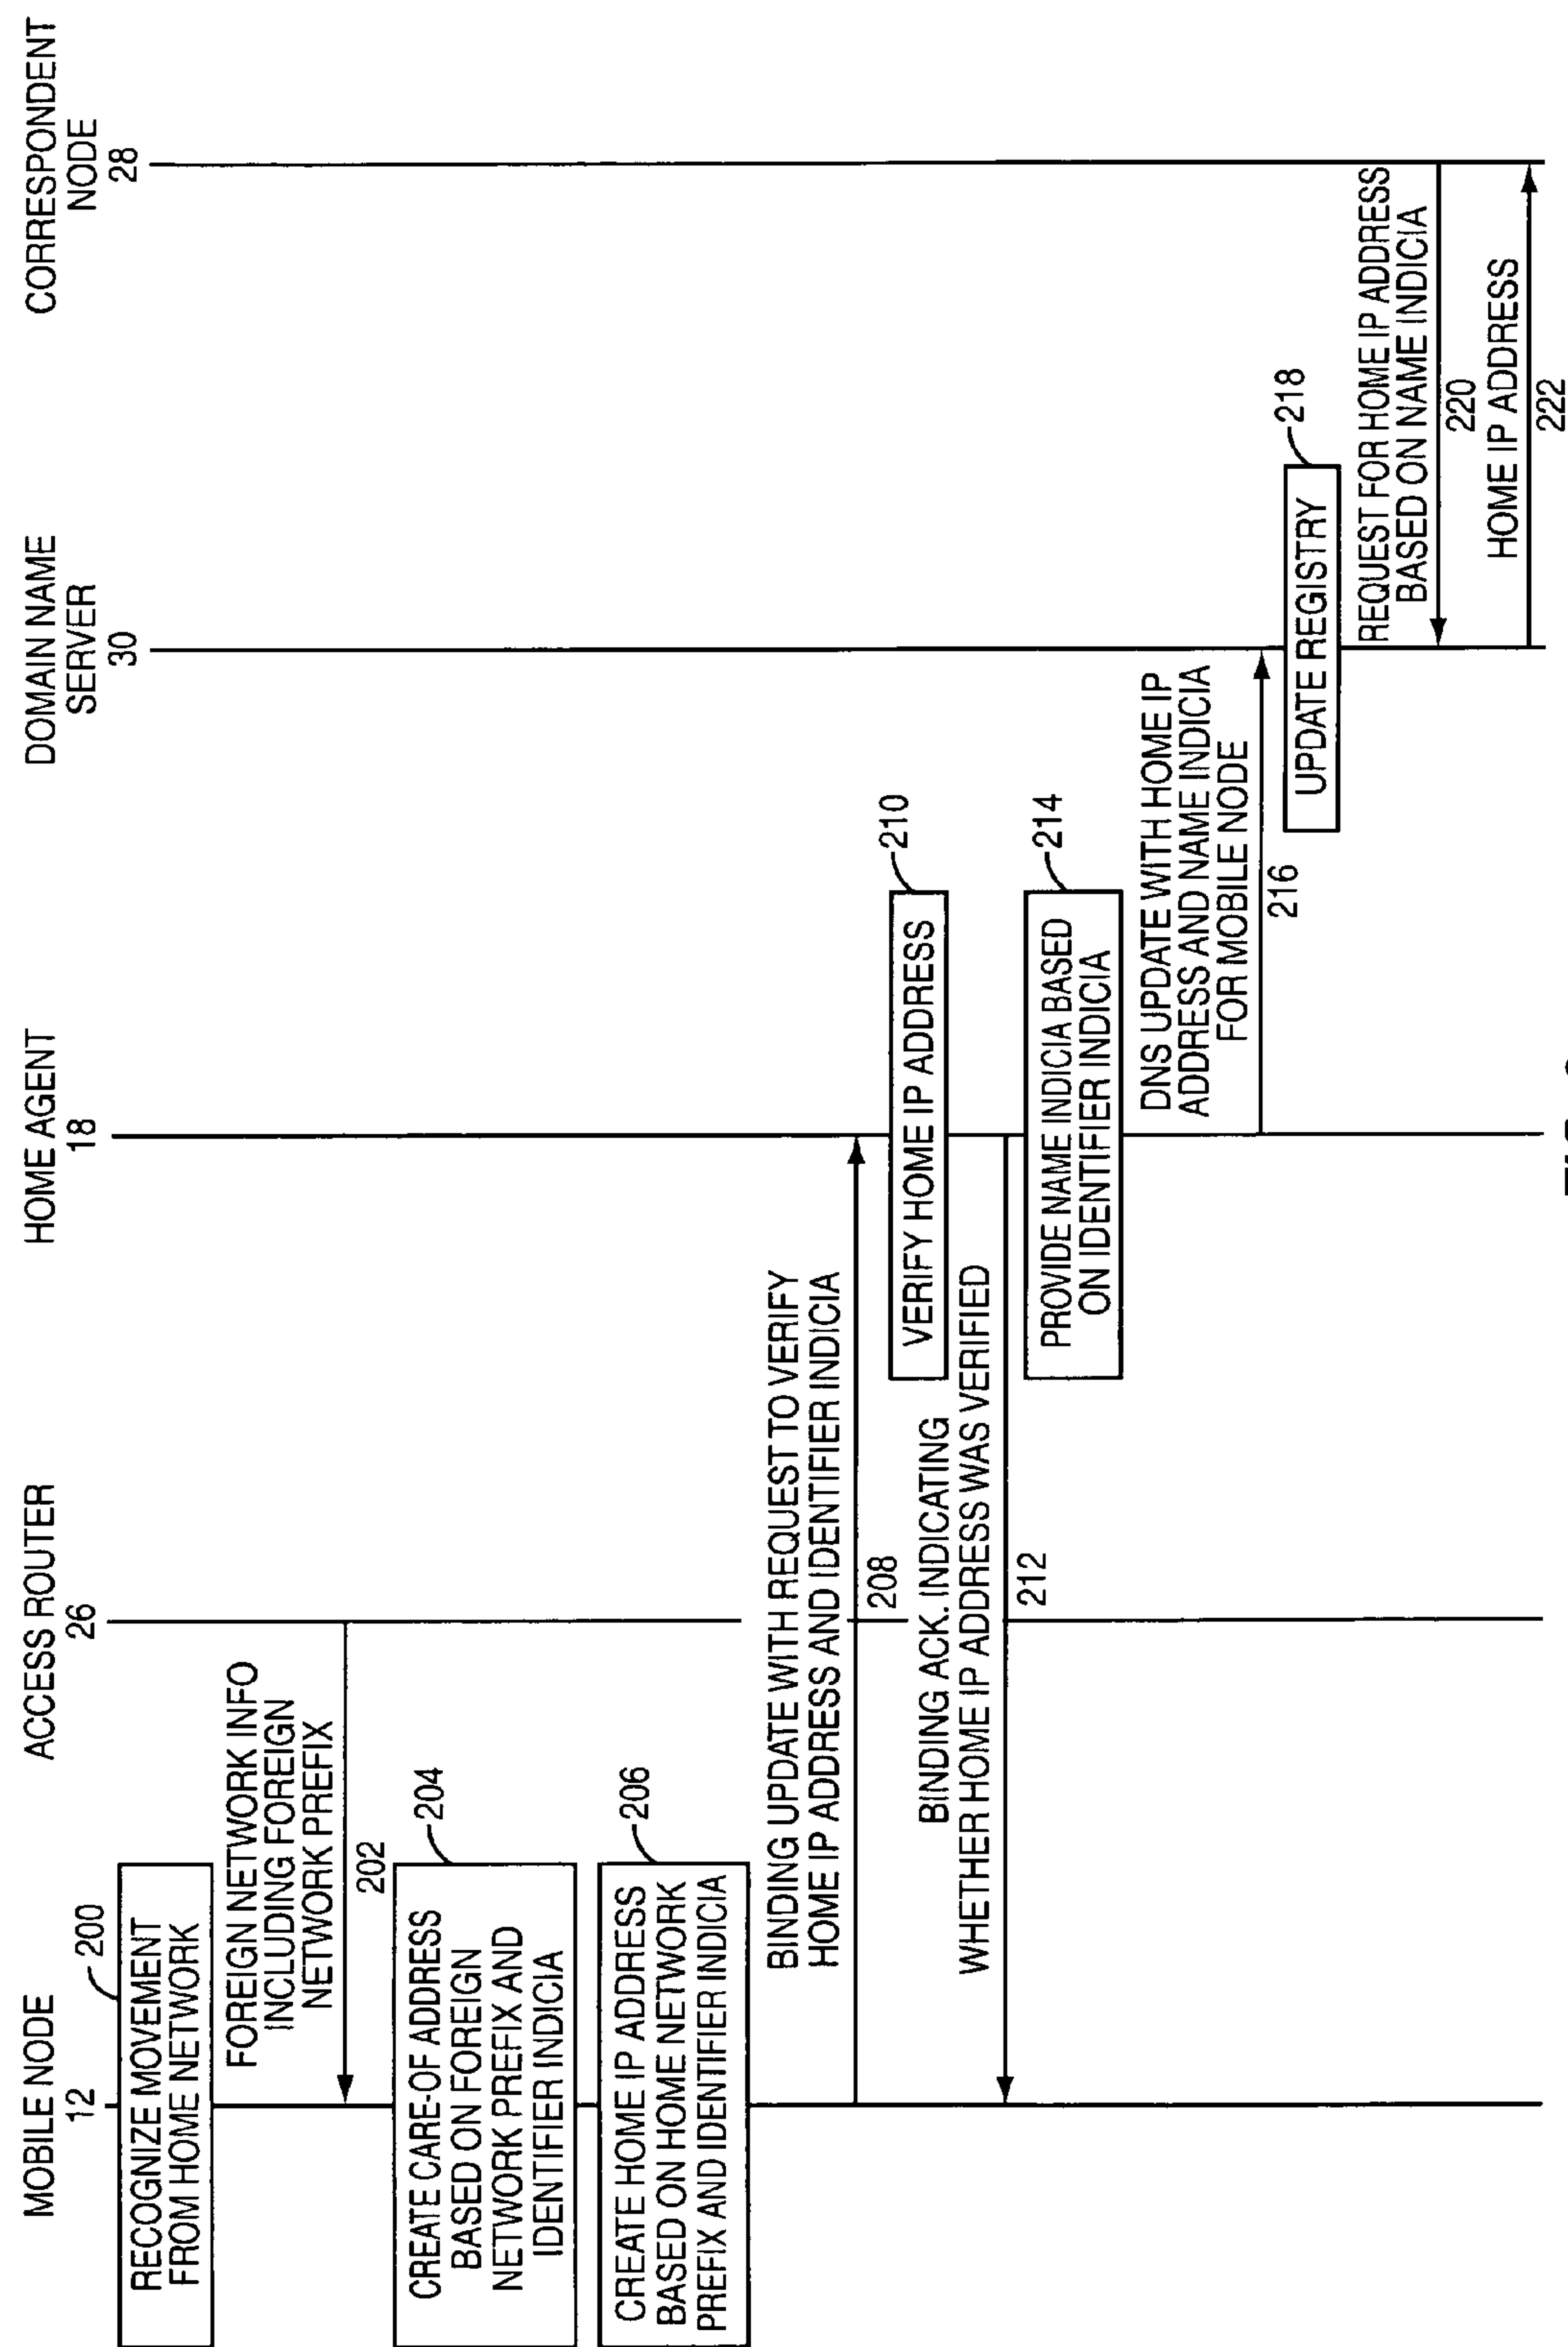 MOBILE NODE
12
ACCESS ROUTER
26
HOME AGENT
18
DOMAIN NAME
SERVER
30
CORRESPONDENT
NODE
28
200
RECOGNIZE MOVEMENT
FROM HOME NETWORK
FOREIGN NETWORK INFO
INCLUDING FOREIGN
NETWORK PREFIX
202
204
CREATE CARE-OF ADDRESS
BASED ON FOREIGN
NETWORK PREFIX AND
IDENTIFIER INDICIA
206
CREATE HOME IP ADDRESS
BASED ON HOME NETWORK
PREFIX AND IDENTIFIER INDICIA
BINDING UPDATE WITH REQUEST TO VERIFY
HOME IP ADDRESS AND IDENTIFIER INDICIA
208
210
VERIFY HOME IP ADDRESS
BINDING ACK. INDICATING
WHETHER HOME IP ADDRESS WAS VERIFIED
212
214
PROVIDE NAME INDICIA BASED
ON IDENTIFIER INDICIA
DNS UPDATE WITH HOME IP
ADDRESS AND NAME INDICIA
FOR MOBILE NODE
216
218
UPDATE REGISTRY
REQUEST FOR HOME IP ADDRESS
BASED ON NAME INDICIA
220
HOME IP ADDRESS
222